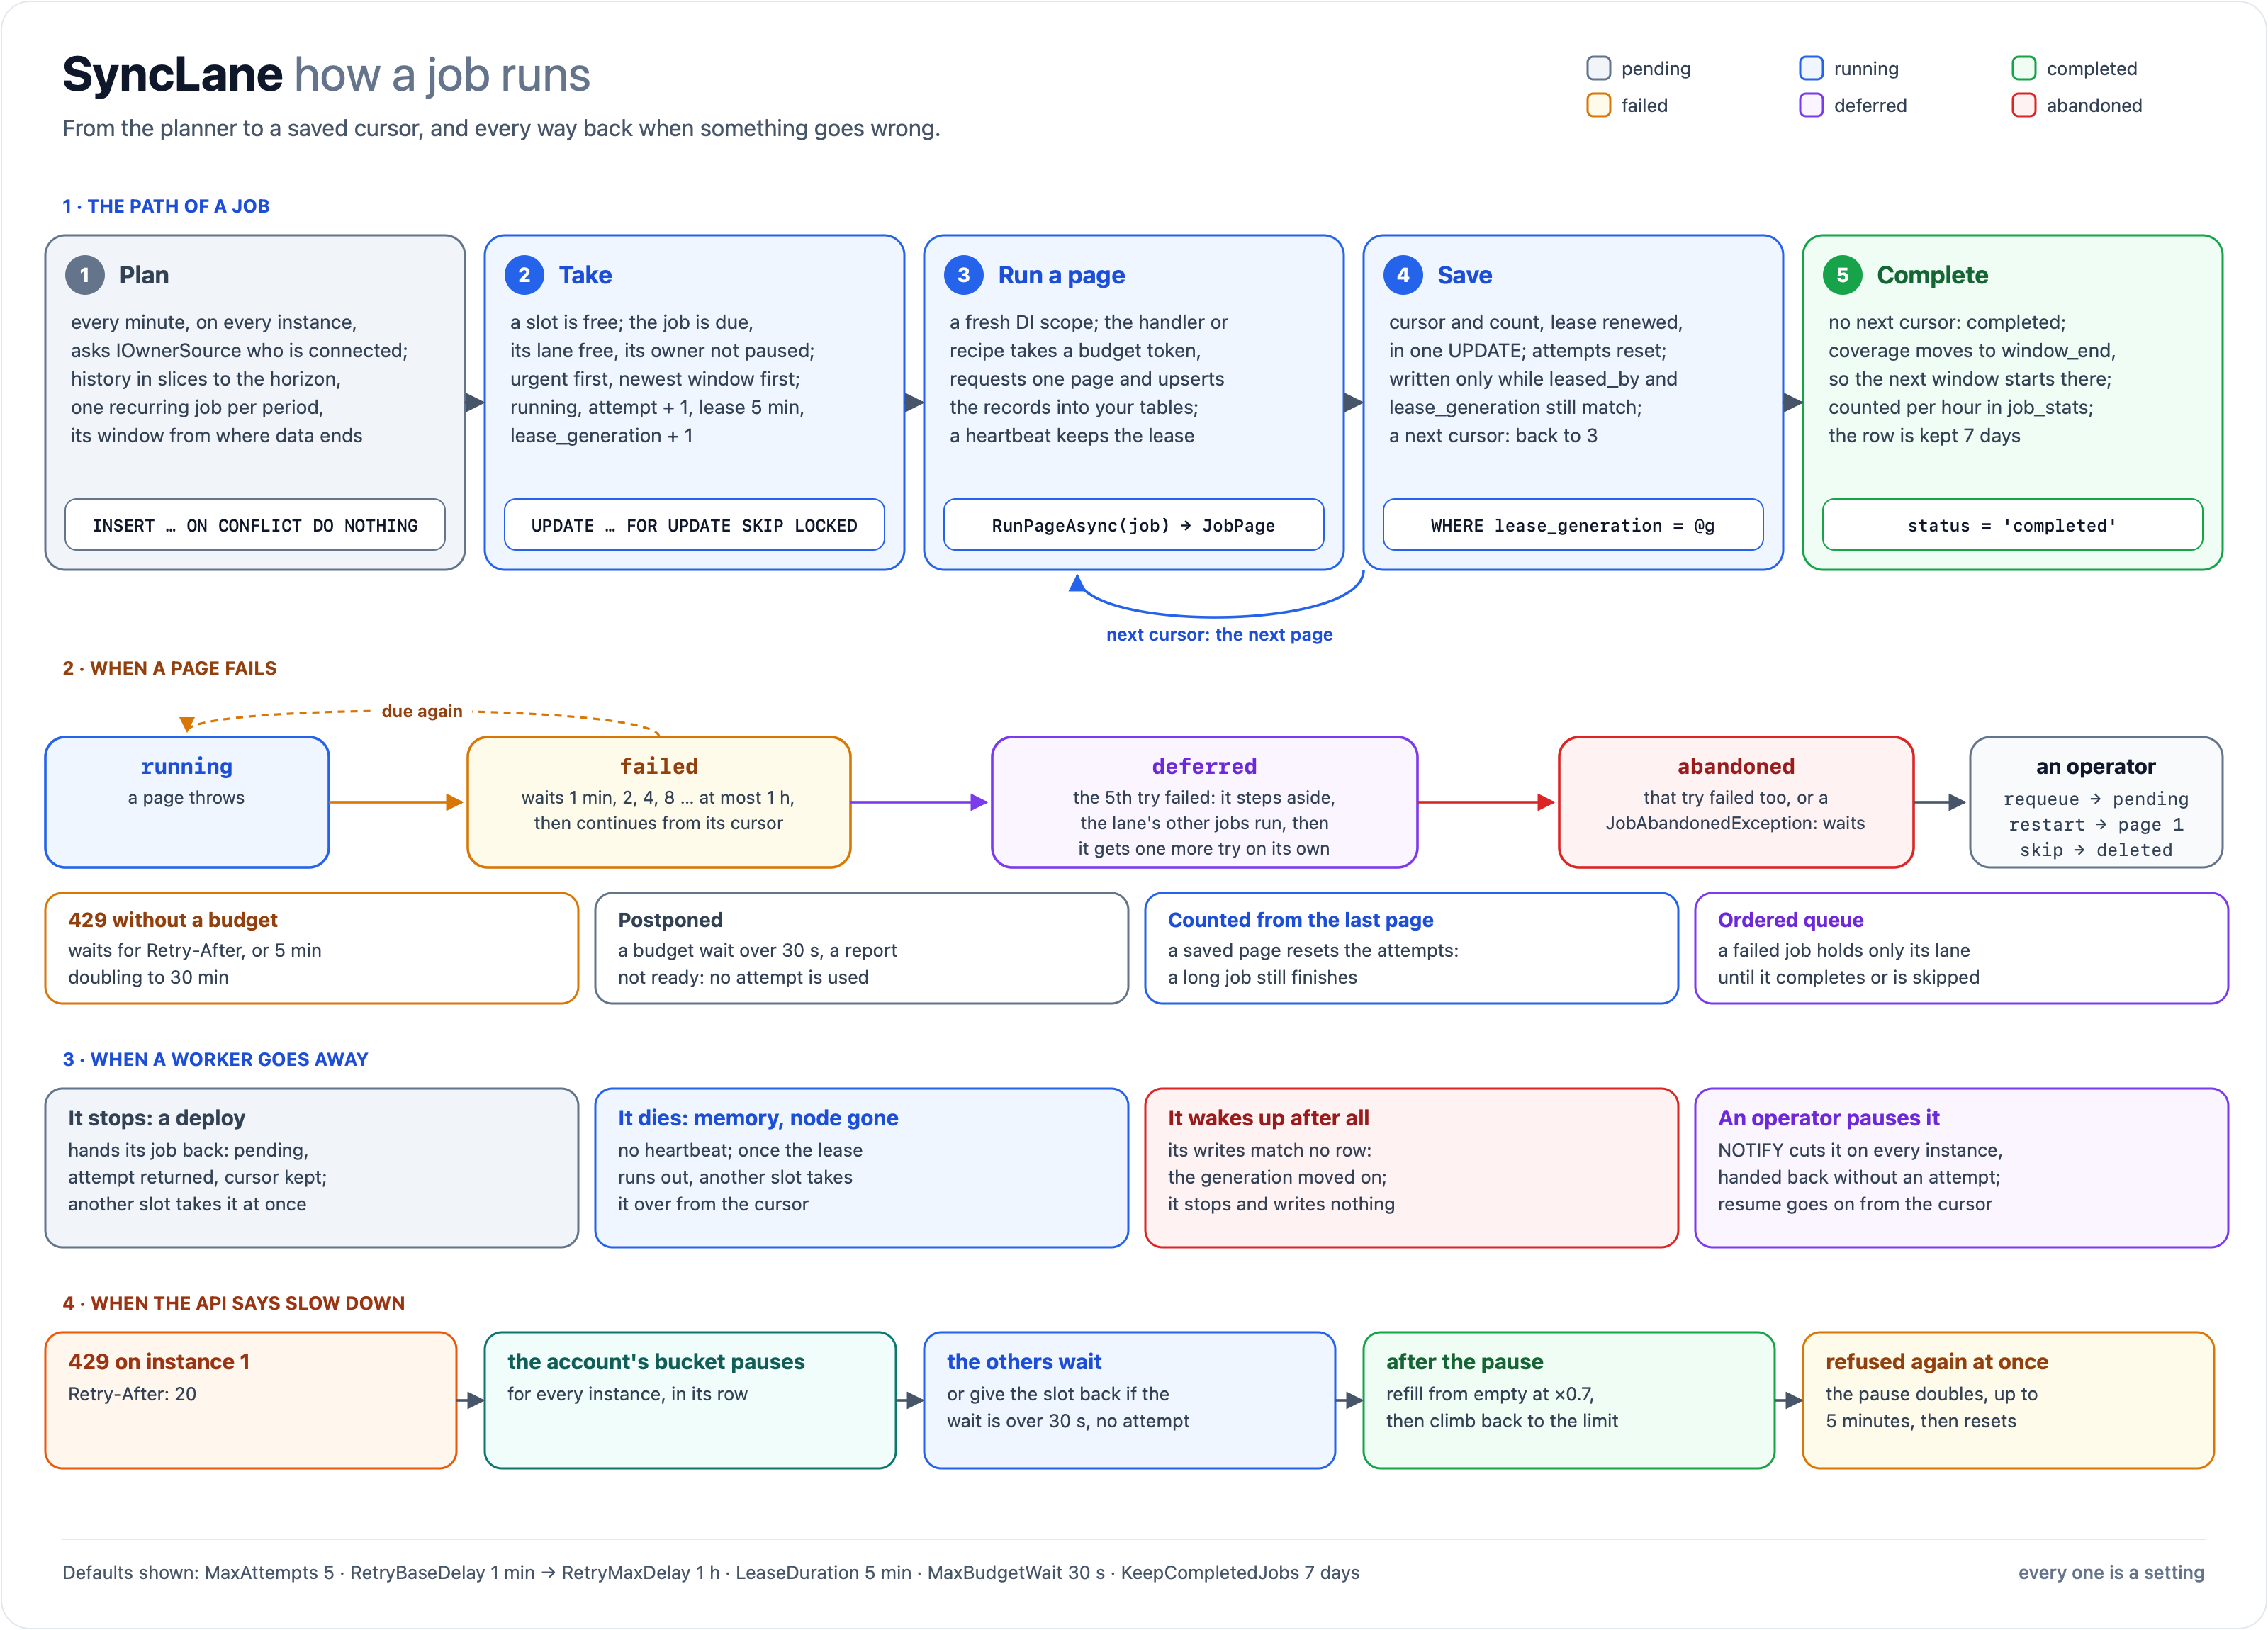 SyncLane how a job runs
From the planner to a saved cursor, and every way back when something goes wrong.
pending
running
completed
failed
deferred
abandoned
1 · THE PATH OF A JOB
1 Plan
every minute, on every instance,
asks IOwnerSource who is connected;
history in slices to the horizon,
one recurring job per period,
its window from where data ends
INSERT … ON CONFLICT DO NOTHING
2 Take
a slot is free; the job is due,
its lane free, its owner not paused;
urgent first, newest window first;
running, attempt + 1, lease 5 min,
lease_generation + 1
UPDATE … FOR UPDATE SKIP LOCKED
3 Run a page
a fresh DI scope; the handler or
recipe takes a budget token,
requests one page and upserts
the records into your tables;
a heartbeat keeps the lease
RunPageAsync(job) → JobPage
4 Save
cursor and count, lease renewed,
in one UPDATE; attempts reset;
written only while leased_by and
lease_generation still match;
a next cursor: back to 3
WHERE lease_generation = @g
5 Complete
no next cursor: completed;
coverage moves to window_end,
so the next window starts there;
counted per hour in job_stats;
the row is kept 7 days
status = 'completed'
next cursor: the next page
2 · WHEN A PAGE FAILS
due again
running
a page throws
failed
waits 1 min, 2, 4, 8 … at most 1 h,
then continues from its cursor
deferred
the 5th try failed: it steps aside,
the lane's other jobs run, then
it gets one more try on its own
abandoned
that try failed too, or a
JobAbandonedException: waits
an operator
requeue → pending
restart → page 1
skip → deleted
429 without a budget
waits for Retry-After, or 5 min
doubling to 30 min
Postponed
a budget wait over 30 s, a report
not ready: no attempt is used
Counted from the last page
a saved page resets the attempts:
a long job still finishes
Ordered queue
a failed job holds only its lane
until it completes or is skipped
3 · WHEN A WORKER GOES AWAY
It stops: a deploy
hands its job back: pending,
attempt returned, cursor kept;
another slot takes it at once
It dies: memory, node gone
no heartbeat; once the lease
runs out, another slot takes
it over from the cursor
It wakes up after all
its writes match no row:
the generation moved on;
it stops and writes nothing
An operator pauses it
NOTIFY cuts it on every instance,
handed back without an attempt;
resume goes on from the cursor
4 · WHEN THE API SAYS SLOW DOWN
429 on instance 1
Retry-After: 20
the account's bucket pauses
for every instance, in its row
the others wait
or give the slot back if the
wait is over 30 s, no attempt
after the pause
refill from empty at ×0.7,
then climb back to the limit
refused again at once
the pause doubles, up to
5 minutes, then resets
Defaults shown: MaxAttempts 5 · RetryBaseDelay 1 min → RetryMaxDelay 1 h · LeaseDuration 5 min · MaxBudgetWait 30 s · KeepCompletedJobs 7 days
every one is a setting